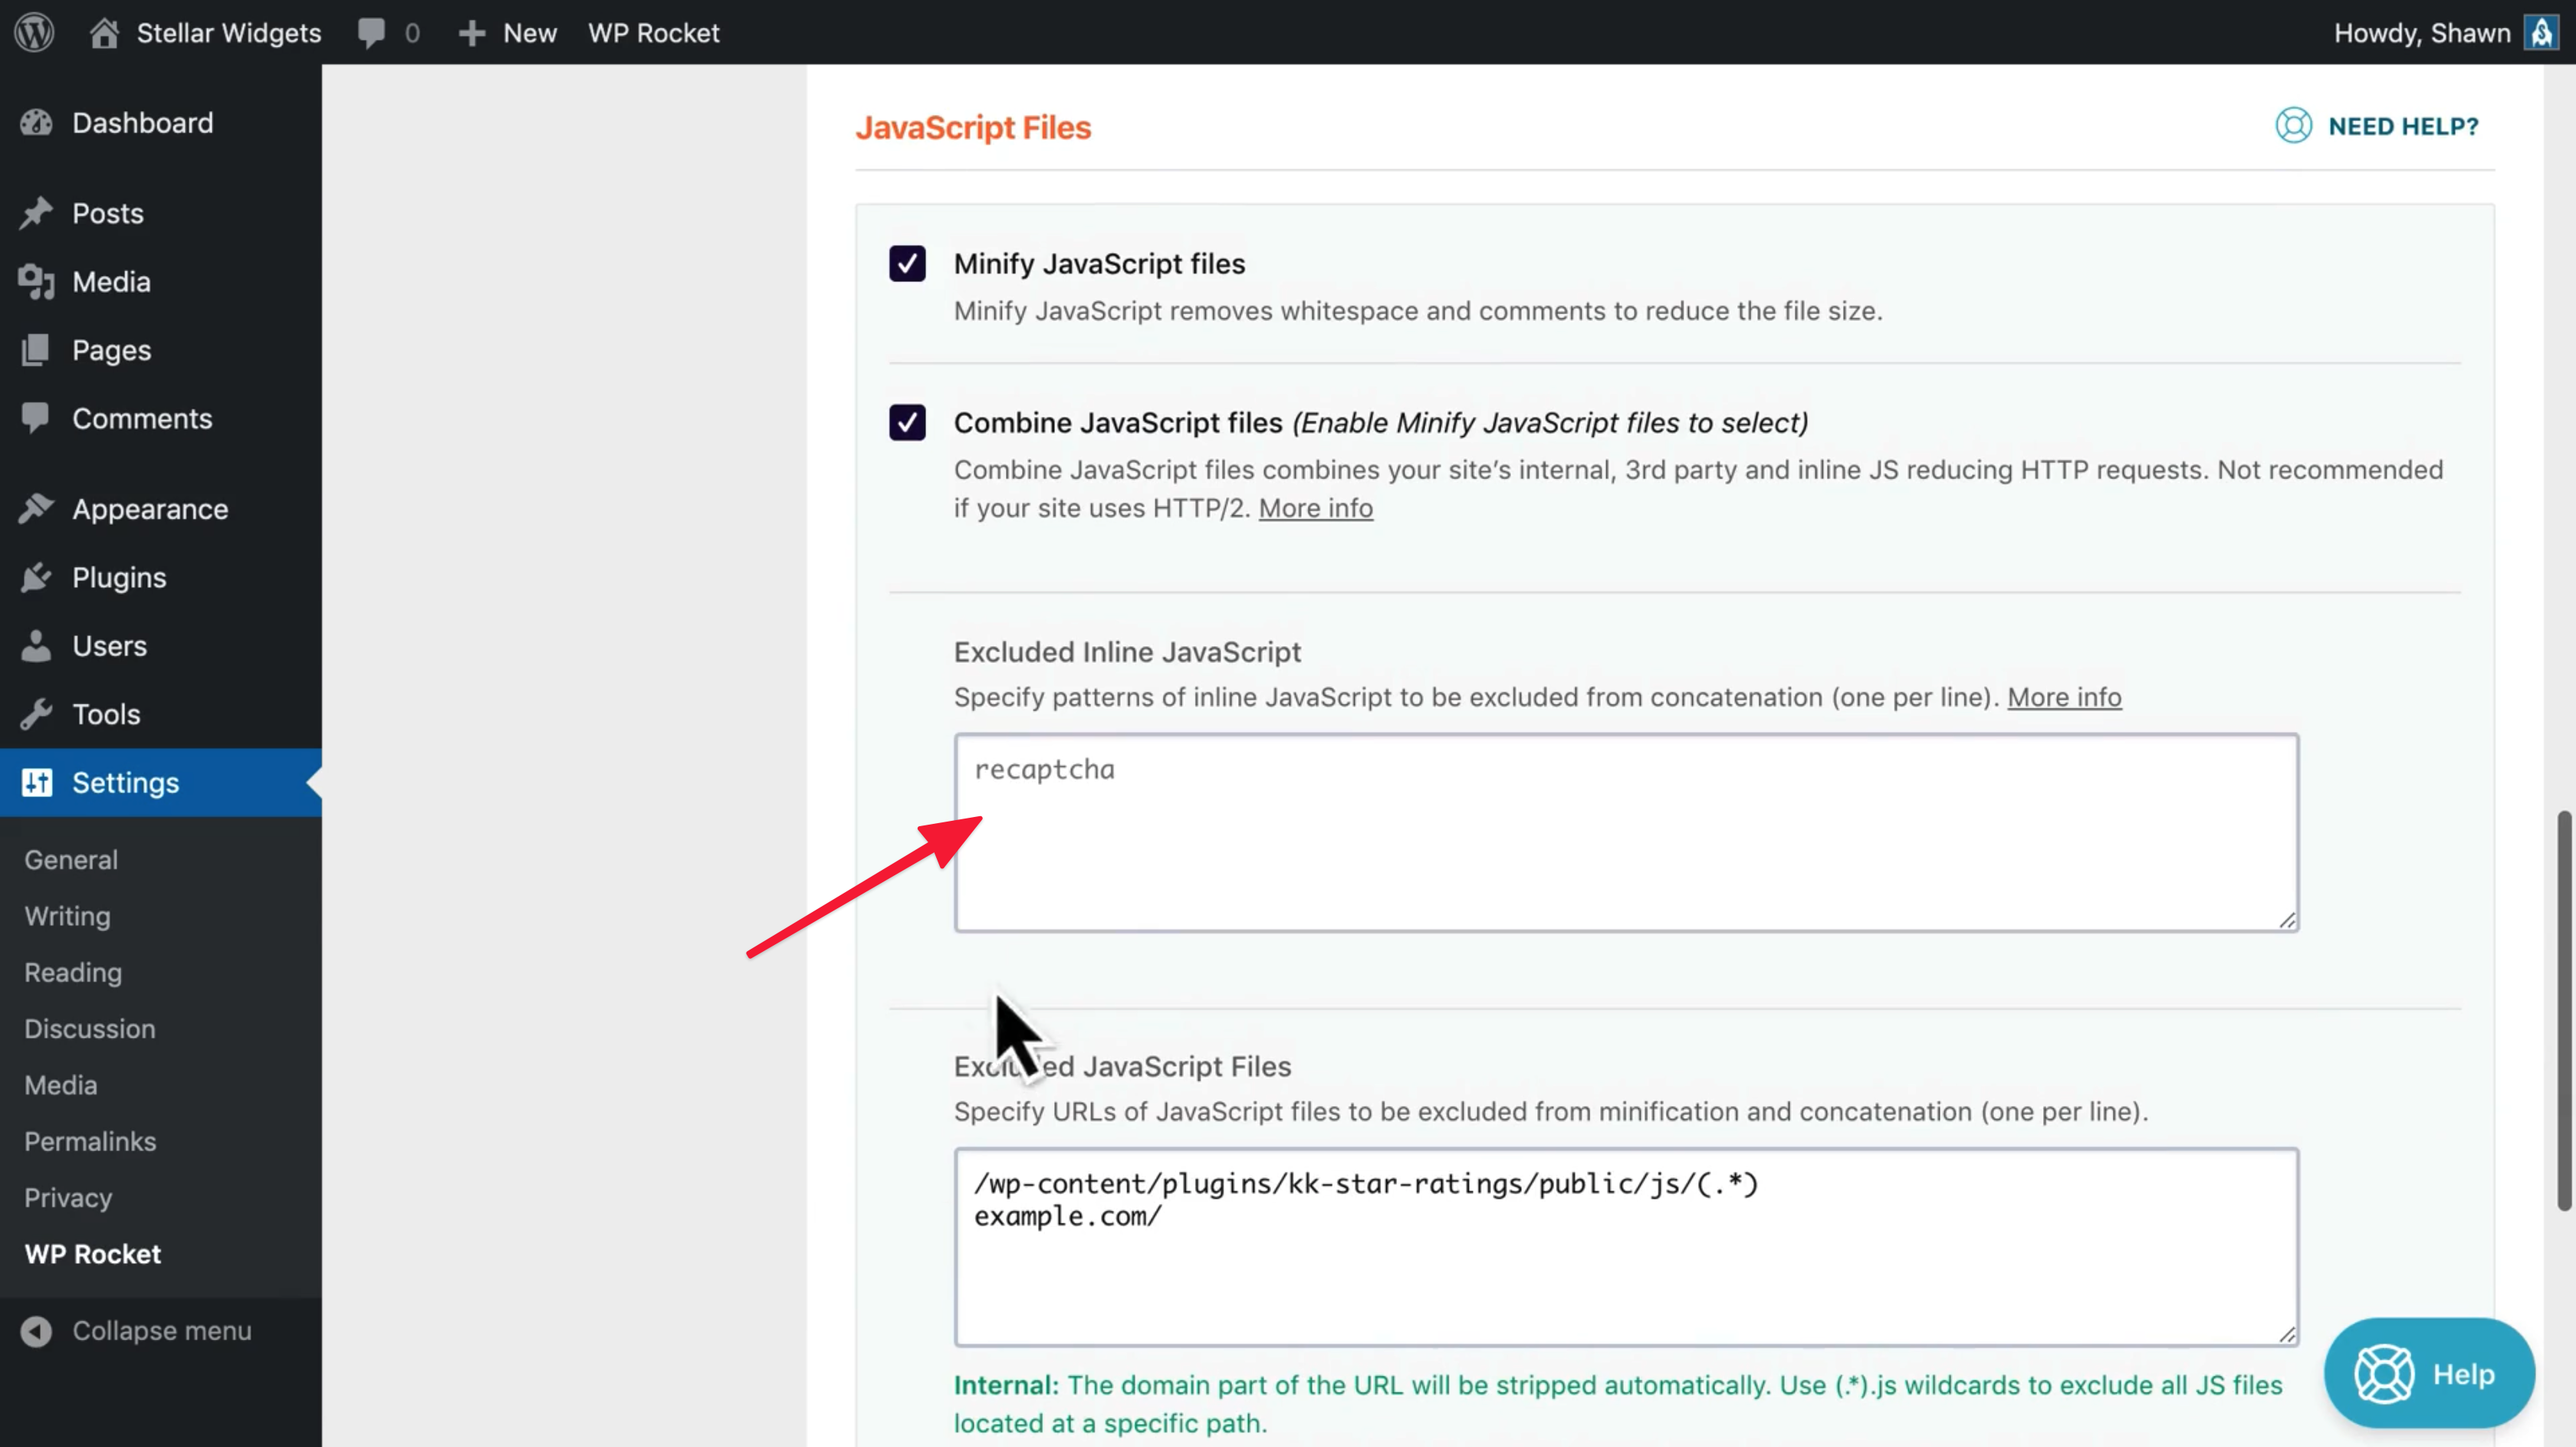 Stellar Widgets 0 New WP Rocket Howdy, Shawn
Dashboard
Posts
Media
Pages
Comments
Appearance
Plugins
Users
Tools
Settings
General
Writing
Reading
Discussion
Media
Permalinks
Privacy
WP Rocket
Collapse menu
JavaScript Files
NEED HELP?
Minify JavaScript files
Minify JavaScript removes whitespace and comments to reduce the file size.
Combine JavaScript files (Enable Minify JavaScript files to select)
Combine JavaScript files combines your site’s internal, 3rd party and inline JS reducing HTTP requests. Not recommended
if your site uses HTTP/2. More info
Excluded Inline JavaScript
Specify patterns of inline JavaScript to be excluded from concatenation (one per line). More info
recaptcha
Excluded JavaScript Files
Specify URLs of JavaScript files to be excluded from minification and concatenation (one per line).
/wp-content/plugins/kk-star-ratings/public/js/(.*)
example.com/
Internal: The domain part of the URL will be stripped automatically. Use (.*).js wildcards to exclude all JS files
located at a specific path.
Help